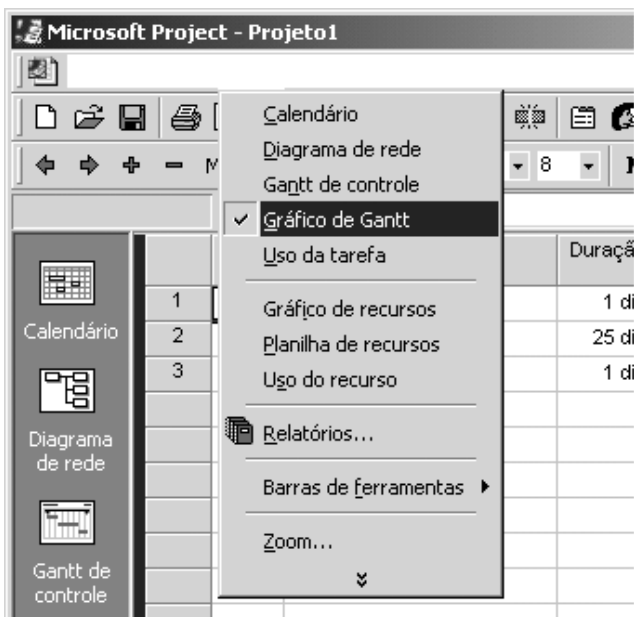 Microsoft Project - Projeto1
Calendário
Diagrama de rede
8
Gantt de controle
Gráfico de Gantt
Uso da tarefa
Gráfico de recursos
Planilha de recursos
Uso do recurso
Relatórios...
Barras de ferramentas
Zoom...
Duraçã
1 1 di
2 25 di
3 1 di
Calendário
Diagrama
de rede
Gantt de
controle